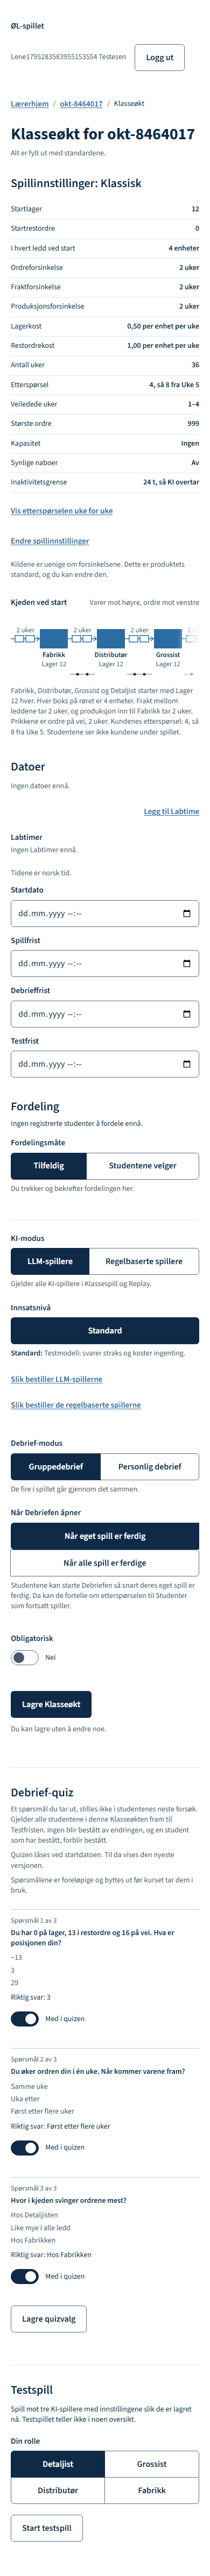 ØL-spillet
Lene1795283583955153554 Testesen
Logg ut
Lærerhjem / okt-8464017 / Klasseøkt
Klasseøkt for okt-8464017
Alt er fylt ut med standardene.
Spillinnstillinger: Klassisk
Startlager 12
Startrestordre 0
I hvert ledd ved start 4 enheter
Ordreforsinkelse 2 uker
Fraktforsinkelse 2 uker
Produksjonsforsinkelse 2 uker
Lagerkost 0,50 per enhet per uke
Restordrekost 1,00 per enhet per uke
Antall uker 36
Etterspørsel 4, så 8 fra Uke 5
Veiledede uker 1–4
Største ordre 999
Kapasitet Ingen
Synlige naboer Av
Inaktivitetsgrense 24 t, så KI overtar
Vis etterspørselen uke for uke
Endre spillinnstillinger
Kildene er uenige om forsinkelsene. Dette er produktets
standard, og du kan endre den.
Kjeden ved start Varer mot høyre, ordre mot venstre
2 uker 2 uker 2 uker
Fabrikk Distributør Grossist
Lager 12 Lager 12 Lager 12
Fabrikk, Distributør, Grossist og Detaljist starter med Lager
12 hver. Hver boks på røret er 4 enheter. Frakt mellom
leddene tar 2 uker, og produksjon inn til Fabrikk tar 2 uker.
Prikkene er ordre på vei, 2 uker. Kundenes etterspørsel: 4, så
8 fra Uke 5. Studentene ser ikke kundene under spillet.
Datoer
Ingen datoer ennå.
Legg til Labtime
Labtimer
Ingen Labtimer ennå.
Tidene er norsk tid.
Startdato
dd.mm.yyyy --:--
Spillfrist
dd.mm.yyyy --:--
Debrieffrist
dd.mm.yyyy --:--
Testfrist
dd.mm.yyyy --:--
Fordeling
Ingen registrerte studenter å fordele ennå.
Fordelingsmåte
Tilfeldig Studentene velger
Du trekker og bekrefter fordelingen her.
KI-modus
LLM-spillere Regelbaserte spillere
Gjelder alle KI-spillere i Klassespill og Replay.
Innsatsnivå
Standard
Standard: Testmodell: svarer straks og koster ingenting.
Slik bestiller LLM-spillerne
Slik bestiller de regelbaserte spillerne
Debrief-modus
Gruppedebrief Personlig debrief
De fire i spillet går gjennom det sammen.
Når Debriefen åpner
Når eget spill er ferdig
Når alle spill er ferdige
Studentene kan starte Debriefen så snart deres eget spill er
ferdig. Da kan de fortelle om etterspørselen til Studenter
som fortsatt spiller.
Obligatorisk
Nei
Lagre Klasseøkt
Du kan lagre uten å endre noe.
Debrief-quiz
Et spørsmål du tar ut, stilles ikke i studentenes neste forsøk.
Gjelder alle studentene i denne Klasseøkten fram til
Testfristen. Ingen blir bestått av endringen, og en student
som har bestått, forblir bestått.
Quizen låses ved startdatoen. Til da vises den nyeste
versjonen.
Spørsmålene er foreløpige og byttes ut før kurset tar dem i
bruk.
Spørsmål 1 av 3
Du har 0 på lager, 13 i restordre og 16 på vei. Hva er
posisjonen din?
−13
3
29
Riktig svar: 3
Med i quizen
Spørsmål 2 av 3
Du øker ordren din i én uke. Når kommer varene fram?
Samme uke
Uka etter
Først etter flere uker
Riktig svar: Først etter flere uker
Med i quizen
Spørsmål 3 av 3
Hvor i kjeden svinger ordrene mest?
Hos Detaljisten
Like mye i alle ledd
Hos Fabrikken
Riktig svar: Hos Fabrikken
Med i quizen
Lagre quizvalg
Testspill
Spill mot tre KI-spillere med innstillingene slik de er lagret
nå. Testspillet teller ikke i noen oversikt.
Din rolle
Detaljist Grossist
Distributør Fabrikk
Start testspill